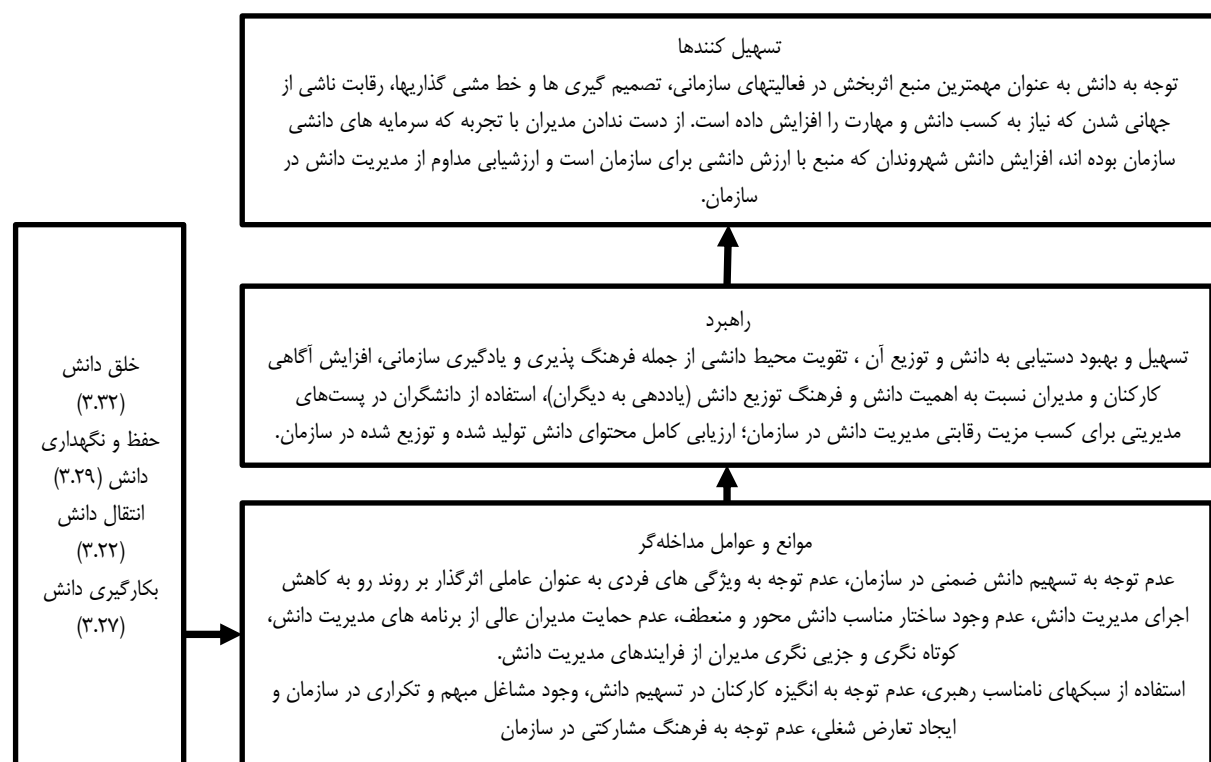 تسهیل کنندها
توجه به دانش به عنوان مهمترین منبع اثربخش در فعالیتهای سازمانی، تصمیم گیری ها و خط مشی گذاریها، رقابت ناشی از
جهانی شدن که نیاز به کسب دانش و مهارت را افزایش داده است. از دست ندادن مدیران با تجربه که سرمایه های دانشی
سازمان بوده اند، افزایش دانش شهروندان که منبع با ارزش دانشی برای سازمان است و ارزشیابی مداوم از مدیریت دانش در
سازمان.
راهبرد
تسهیل و بهبود دستیابی به دانش و توزیع آن ، تقویت محیط دانشی از جمله فرهنگ پذیری و یادگیری سازمانی، افزایش آگاهی
کارکنان و مدیران نسبت به اهمیت دانش و فرهنگ توزیع دانش (یاددهی به دیگران)، استفاده از دانشگران در پست‌های
مدیریتی برای کسب مزیت رقابتی مدیریت دانش در سازمان؛ ارزیابی کامل محتوای دانش تولید شده و توزیع شده در سازمان.
موانع و عوامل مداخله‌گر
عدم توجه به تسهیم دانش ضمنی در سازمان، عدم توجه به ویژگی های فردی به عنوان عاملی اثرگذار بر روند رو به کاهش
اجرای مدیریت دانش، عدم وجود ساختار مناسب دانش محور و منعطف، عدم حمایت مدیران عالی از برنامه های مدیریت دانش،
کوتاه نگری و جزیی نگری مدیران از فرایندهای مدیریت دانش.
استفاده از سبکهای نامناسب رهبری، عدم توجه به انگیزه کارکنان در تسهیم دانش، وجود مشاغل مبهم و تکراری در سازمان و
ایجاد تعارض شغلی، عدم توجه به فرهنگ مشارکتی در سازمان
خلق دانش
(۳.۳۲)
حفظ و نگهداری
دانش (۳.۲۹)
انتقال دانش
(۳.۲۲)
بکارگیری دانش
(۳.۲۷)